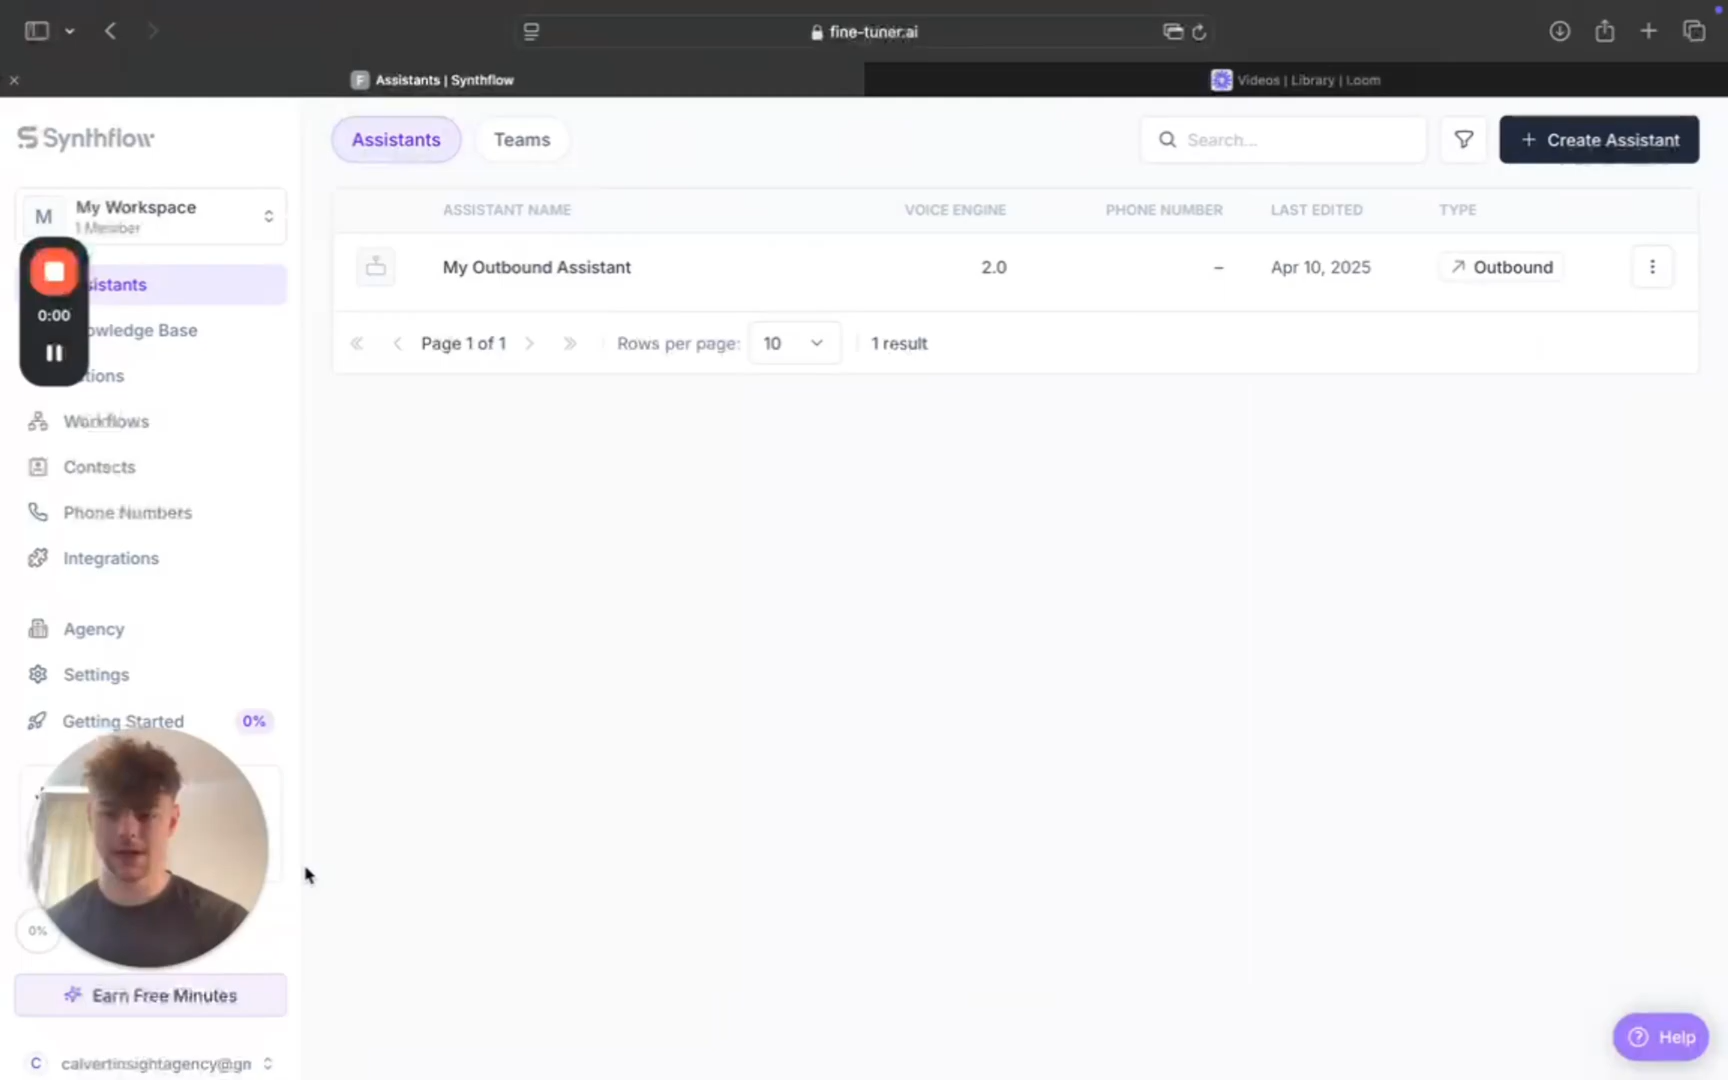 fine-tuner.ai
Assistants | Synthflow
Videos | Library | Loom
Synthflow
M
My Workspace
1 Member
0:00
sistants
owledge Base
tions
Workflows
Contacts
Phone Numbers
Integrations
Agency
Settings
Getting Started 0%
0%
Earn Free Minutes
C calvertinsightagency@gn
Assistants Teams
Search...
+ Create Assistant
ASSISTANT NAME VOICE ENGINE PHONE NUMBER LAST EDITED TYPE
My Outbound Assistant 2.0 – Apr 10, 2025 Outbound
Page 1 of 1 Rows per page: 10 1 result
Help